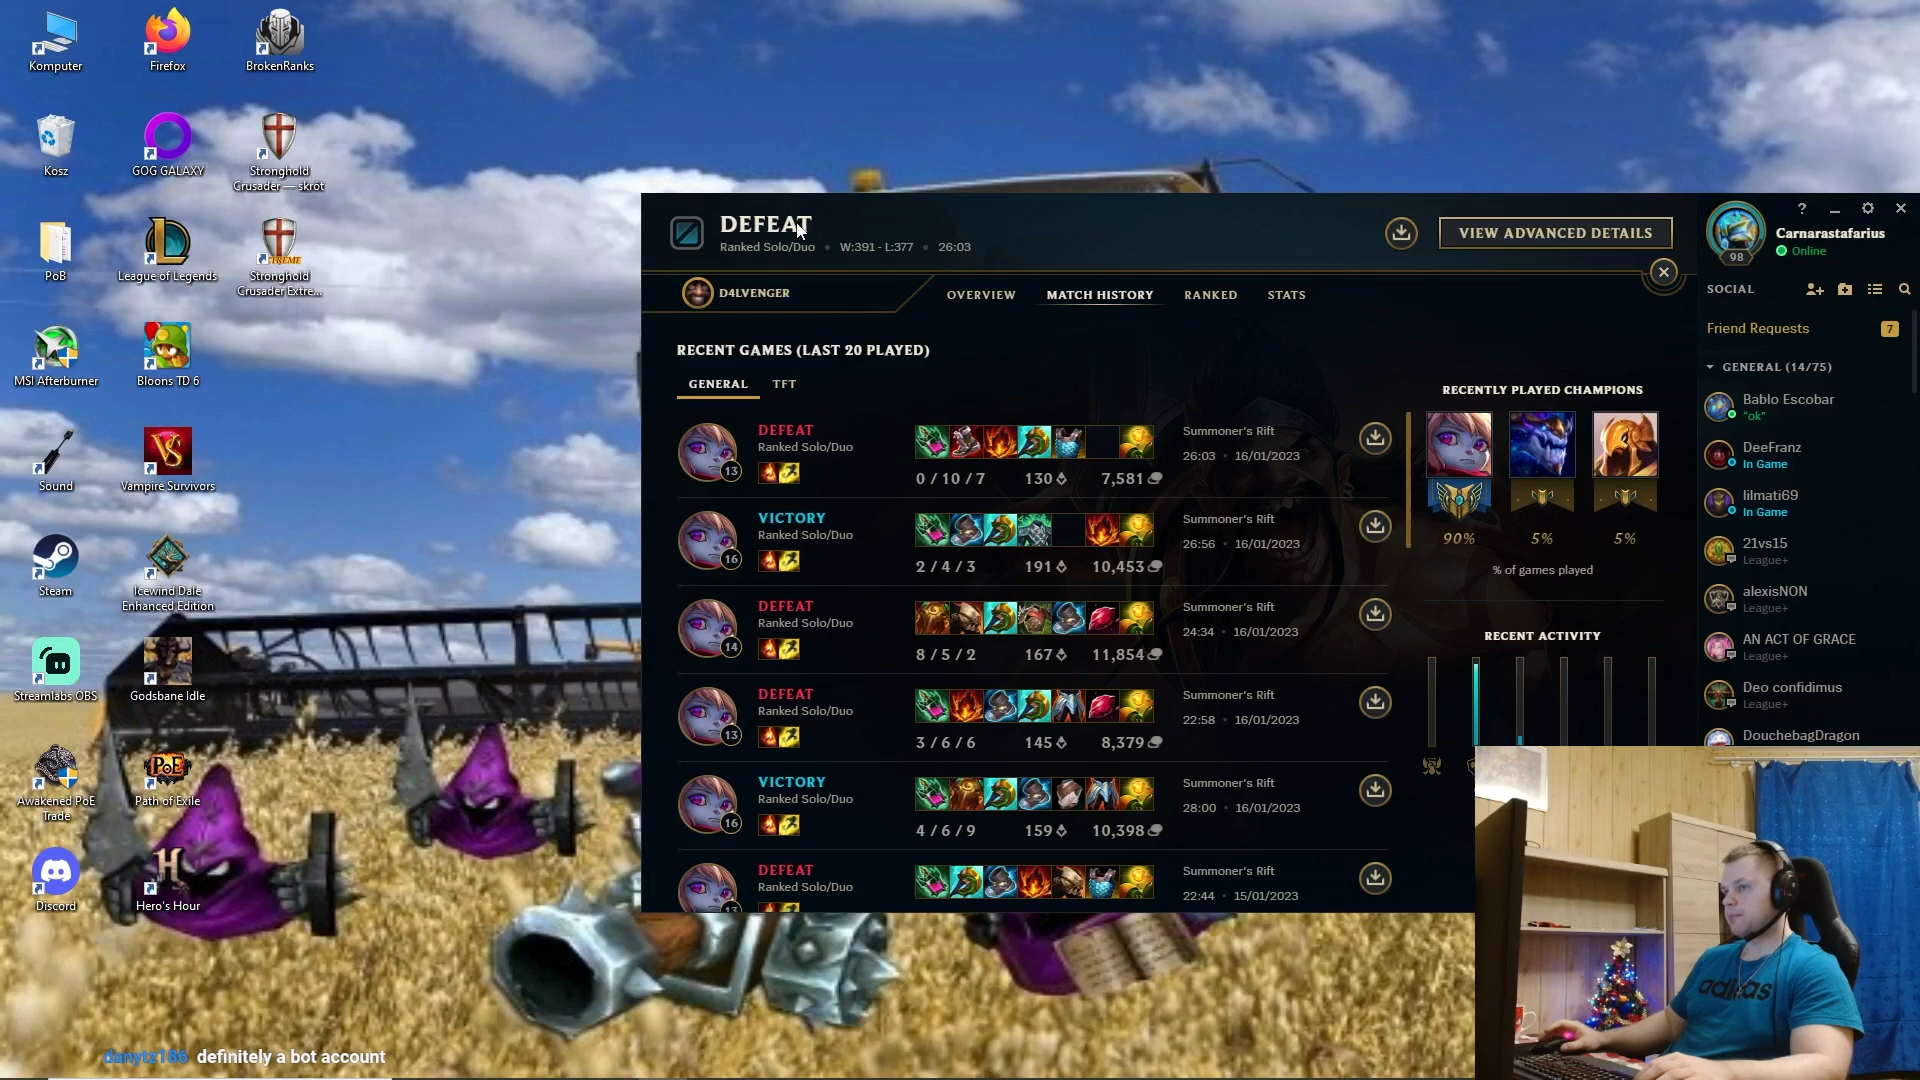 Komputer
Firefox
BrokenRanks
Kosz
GOG GALAXY
Stronghold
Crusader — skrót
PoB
League of Legends
Stronghold
Crusader Extre...
MSI Afterburner
Bloons TD 6
Sound
Vampire Survivors
Steam
Icewind Dale
Enhanced Edition
Streamlabs OBS
Godsbane Idle
Awakened PoE
Trade
Path of Exile
Discord
Hero's Hour
danytz186 definitely a bot account
DEFEAT
Ranked Solo/Duo • W:391 - L:377 • 26:03
VIEW ADVANCED DETAILS
D4LVENGER
OVERVIEW
MATCH HISTORY
RANKED
STATS
RECENT GAMES (LAST 20 PLAYED)
GENERAL
TFT
13
DEFEAT
Ranked Solo/Duo
0 / 10 / 7
130
7,581
Summoner's Rift
26:03 • 16/01/2023
16
VICTORY
Ranked Solo/Duo
2 / 4 / 3
191
10,453
Summoner's Rift
26:56 • 16/01/2023
14
DEFEAT
Ranked Solo/Duo
8 / 5 / 2
167
11,854
Summoner's Rift
24:34 • 16/01/2023
13
DEFEAT
Ranked Solo/Duo
3 / 6 / 6
145
8,379
Summoner's Rift
22:58 • 16/01/2023
16
VICTORY
Ranked Solo/Duo
4 / 6 / 9
159
10,398
Summoner's Rift
28:00 • 16/01/2023
13
DEFEAT
Ranked Solo/Duo
Summoner's Rift
22:44 • 15/01/2023
RECENTLY PLAYED CHAMPIONS
90%
5%
5%
% of games played
RECENT ACTIVITY
98
?
Carnarastafarius
Online
SOCIAL
Friend Requests
7
GENERAL (14/75)
Bablo Escobar
"ok"
DeeFranz
In Game
lilmati69
In Game
21vs15
League+
alexisNON
League+
AN ACT OF GRACE
League+
Deo confidimus
League+
DouchebagDragon
adidas